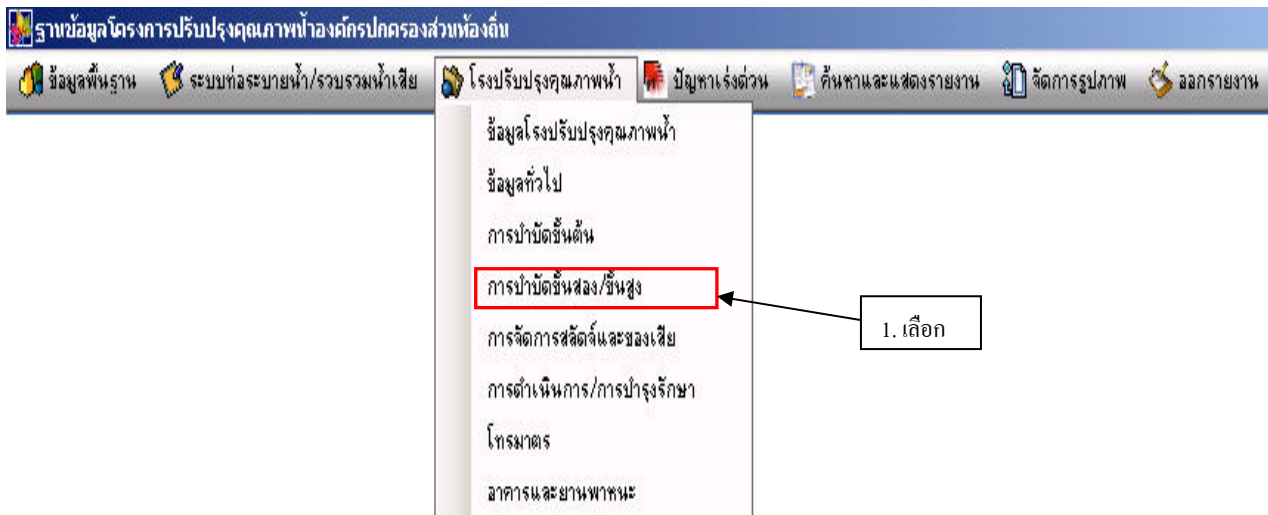 ฐานข้อมูลโครงการปรับปรุงคุณภาพน้ำองค์กรปกครองส่วนท้องถิ่น
ข้อมูลพื้นฐาน ระบบท่อระบายน้ำ/รวบรวมน้ำเสีย โรงปรับปรุงคุณภาพน้ำ ปัญหาเร่งด่วน ค้นหาและแสดงรายงาน จัดการรูปภาพ ออกรายงาน
ข้อมูลโรงปรับปรุงคุณภาพน้ำ
ข้อมูลทั่วไป
การบำบัดขั้นต้น
การบำบัดขั้นสอง/ขั้นสูง
1. เลือก
การจัดการสลัดจ์และของเสีย
การดำเนินการ/การบำรุงรักษา
โทรมาตร
อาคารและยานพาหนะ